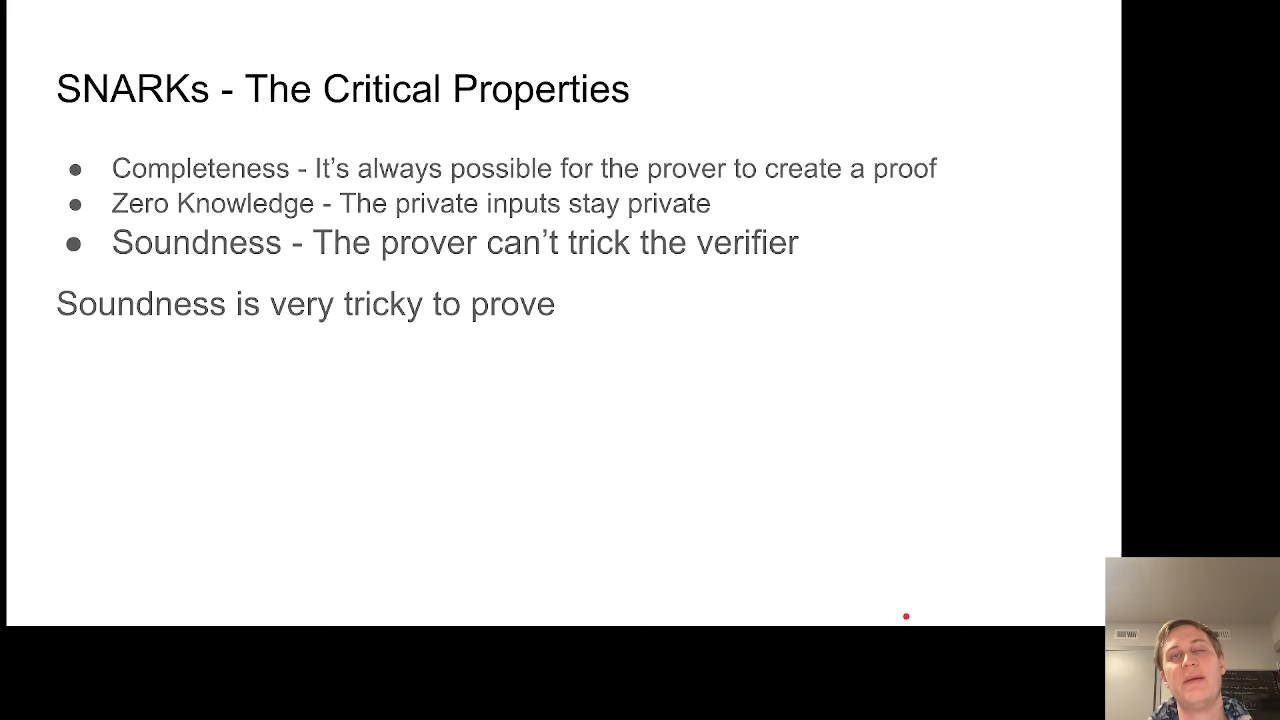 SNARKs - The Critical Properties
● Completeness - It’s always possible for the prover to create a proof
● Zero Knowledge - The private inputs stay private
● Soundness - The prover can’t trick the verifier
Soundness is very tricky to prove